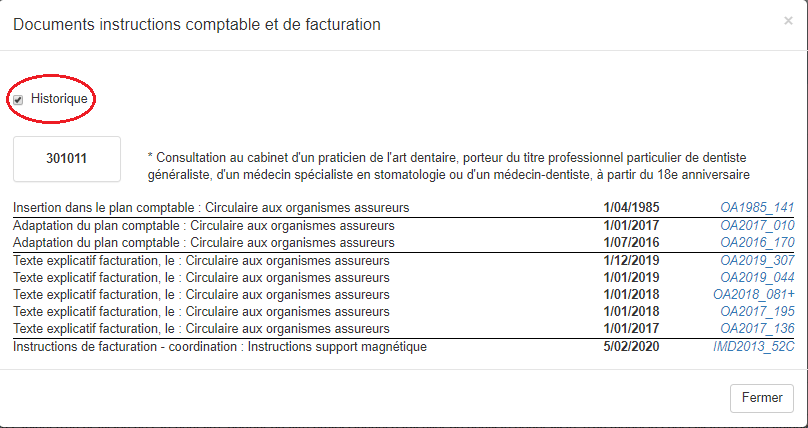 Documents instructions comptable et de facturation ×
Historique
301011
* Consultation au cabinet d'un praticien de l'art dentaire, porteur du titre professionnel particulier de dentiste
généraliste, d'un médecin spécialiste en stomatologie ou d'un médecin-dentiste, à partir du 18e anniversaire
Insertion dans le plan comptable : Circulaire aux organismes assureurs 1/04/1985 OA1985_141
Adaptation du plan comptable : Circulaire aux organismes assureurs 1/01/2017 OA2017_010
Adaptation du plan comptable : Circulaire aux organismes assureurs 1/07/2016 OA2016_170
Texte explicatif facturation, le : Circulaire aux organismes assureurs 1/12/2019 OA2019_307
Texte explicatif facturation, le : Circulaire aux organismes assureurs 1/01/2019 OA2019_044
Texte explicatif facturation, le : Circulaire aux organismes assureurs 1/01/2018 OA2018_081+
Texte explicatif facturation, le : Circulaire aux organismes assureurs 1/01/2018 OA2017_195
Texte explicatif facturation, le : Circulaire aux organismes assureurs 1/01/2017 OA2017_136
Instructions de facturation - coordination : Instructions support magnétique 5/02/2020 IMD2013_52C
Fermer